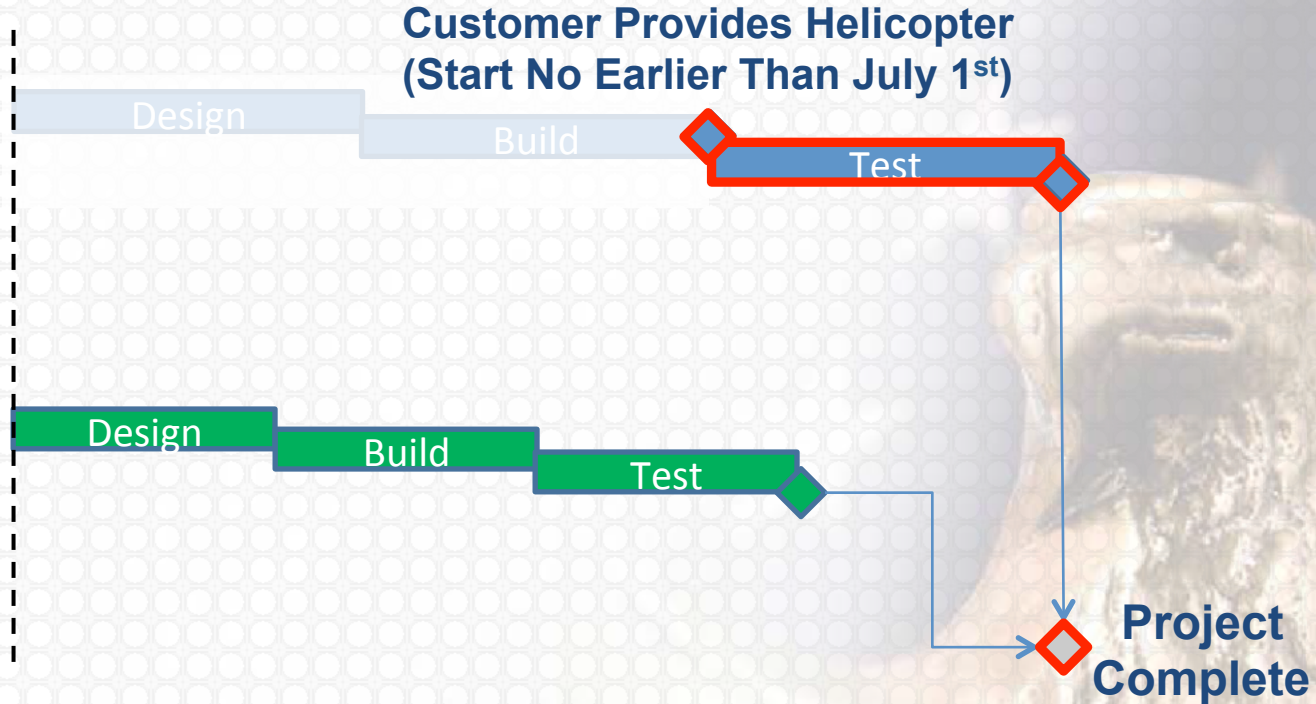 Customer Provides Helicopter
(Start No Earlier Than July 1st)
Design
Build
Test
Design
Build
Test
Project
Complete